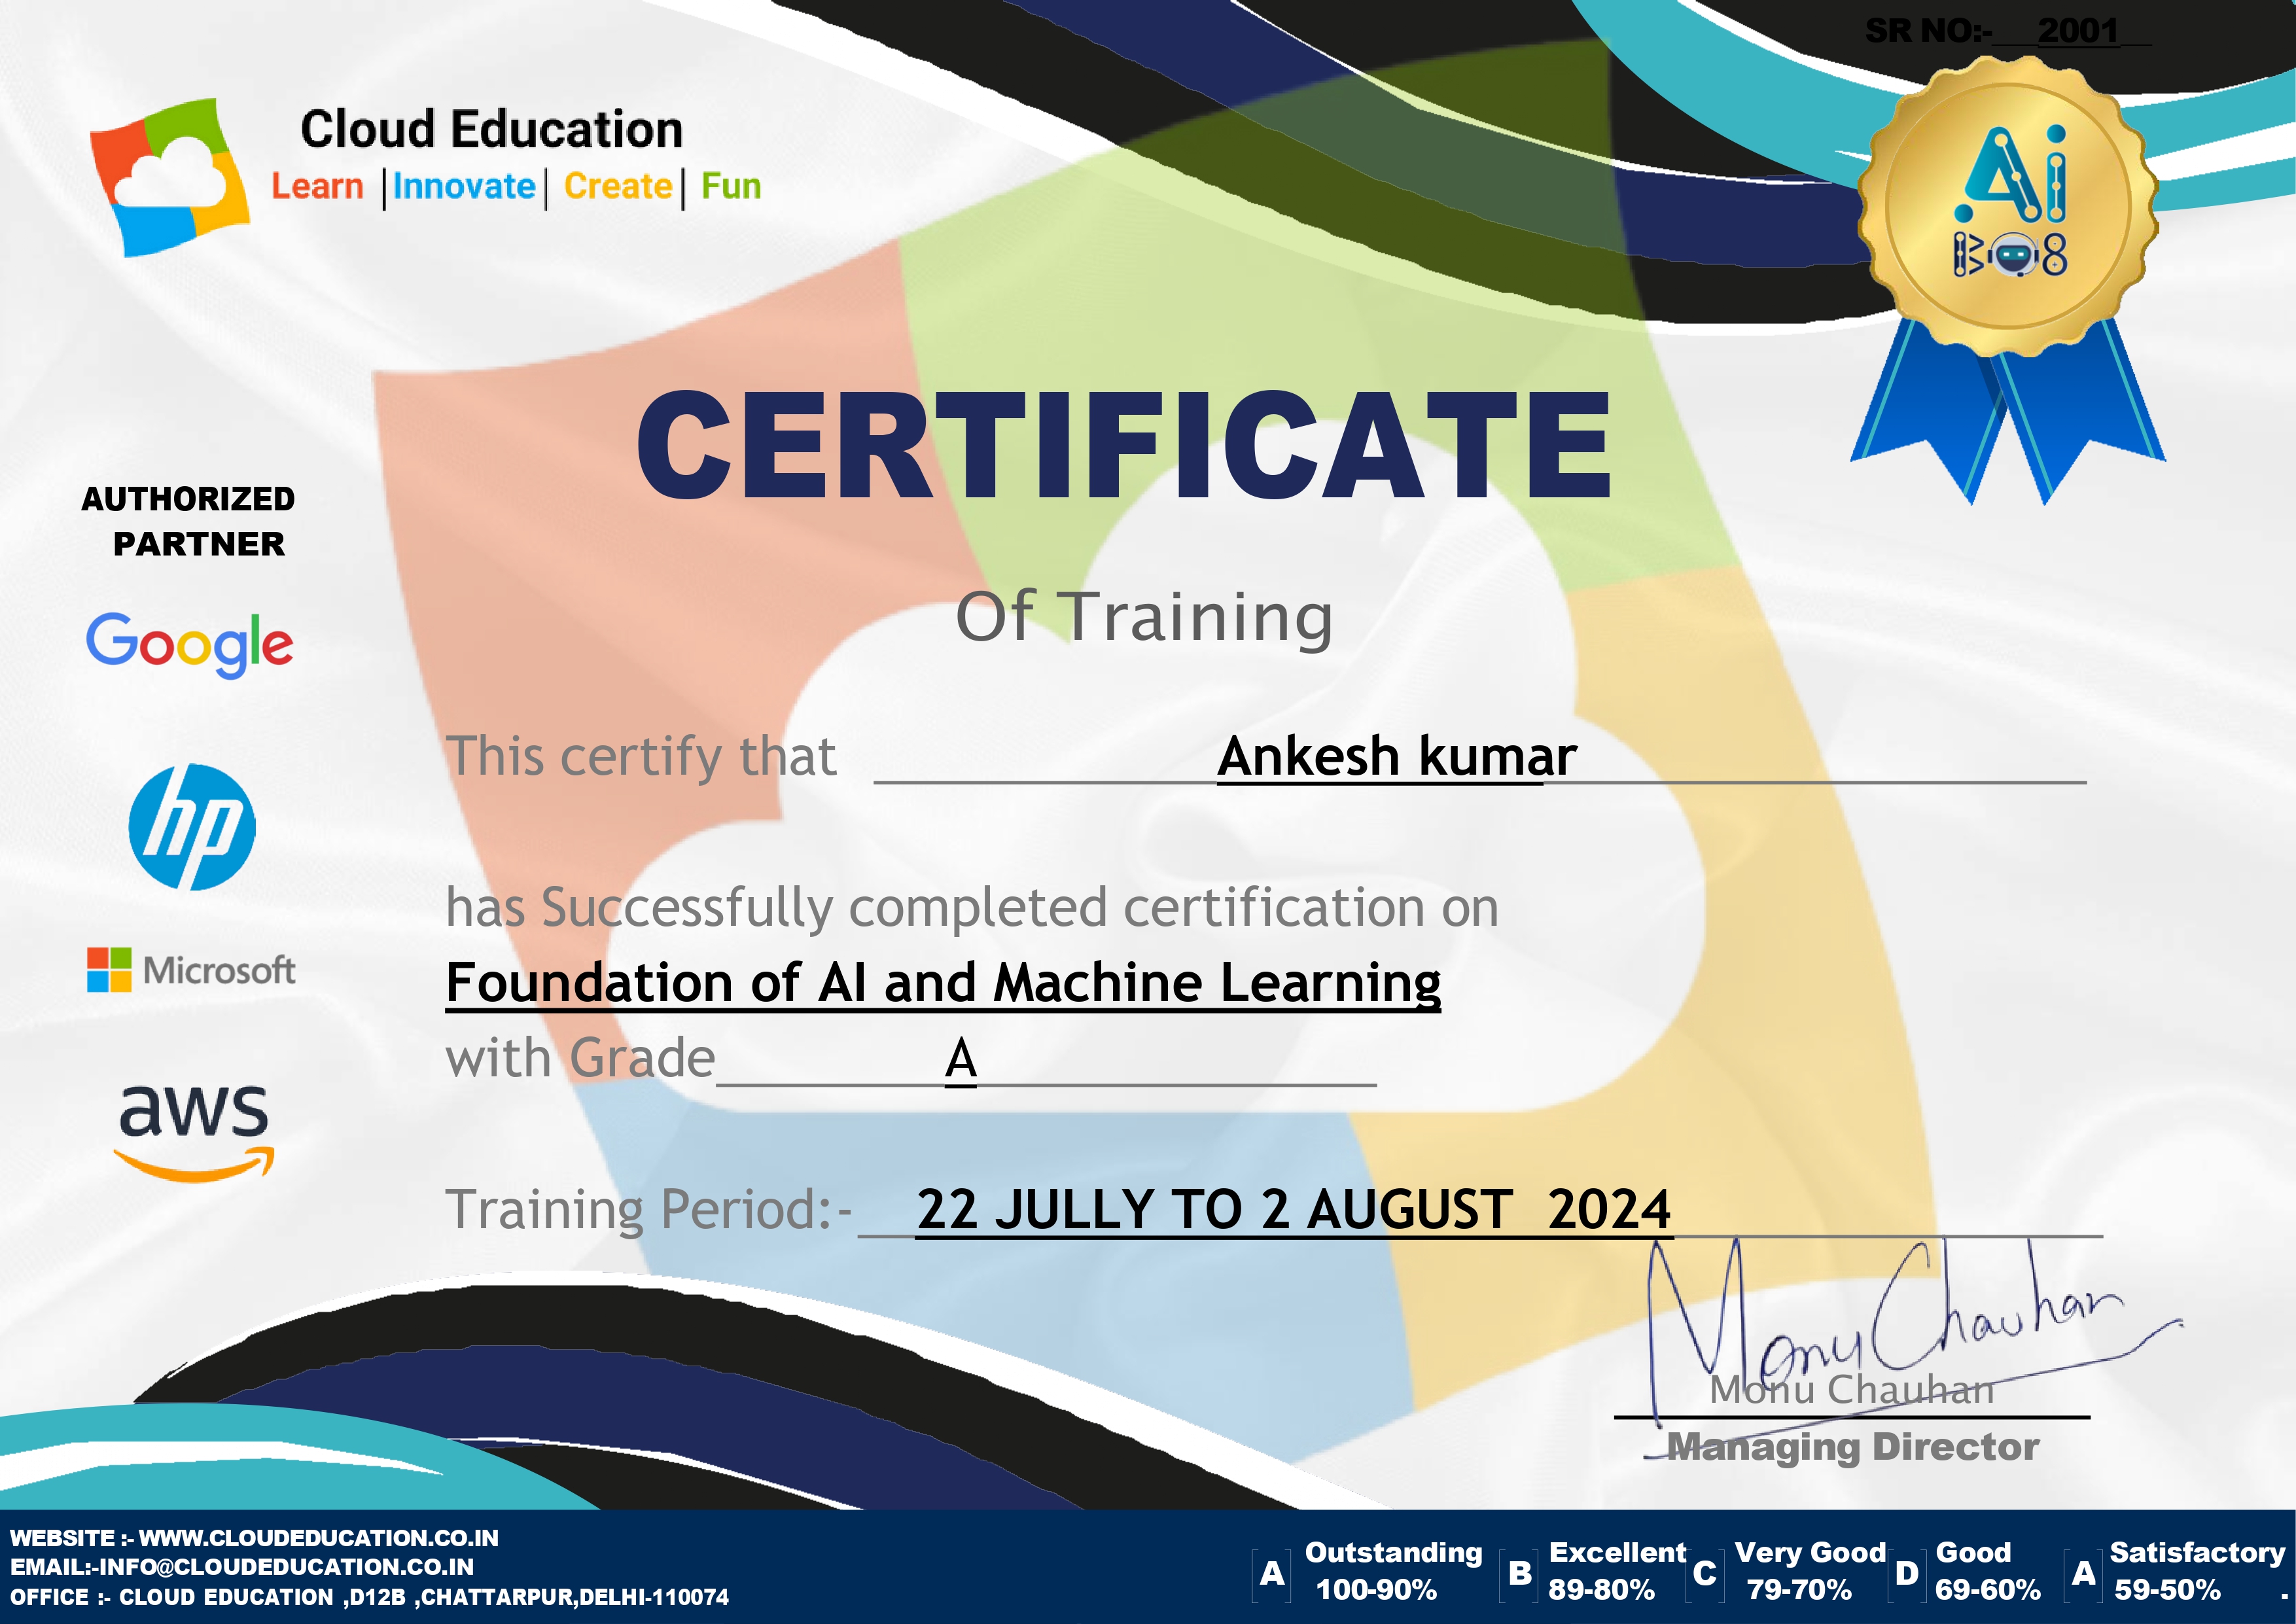 SR NO:- 2001
Cloud Education
Learn | Innovate | Create | Fun
Ai
CERTIFICATE
AUTHORIZED
PARTNER
Of Training
Google
This certify that Ankesh kumar
hp
has Successfully completed certification on
Microsoft
Foundation of AI and Machine Learning
with Grade A
aws
Training Period:- 22 JULLY TO 2 AUGUST 2024
Monu Chauhan
Monu Chauhan
Managing Director
WEBSITE :- WWW.CLOUDEDUCATION.CO.IN
EMAIL:-INFO@CLOUDEDUCATION.CO.IN
OFFICE :- CLOUD EDUCATION ,D12B ,CHATTARPUR,DELHI-110074
A Outstanding 100-90%
B Excellent 89-80%
C Very Good 79-70%
D Good 69-60%
A Satisfactory 59-50%